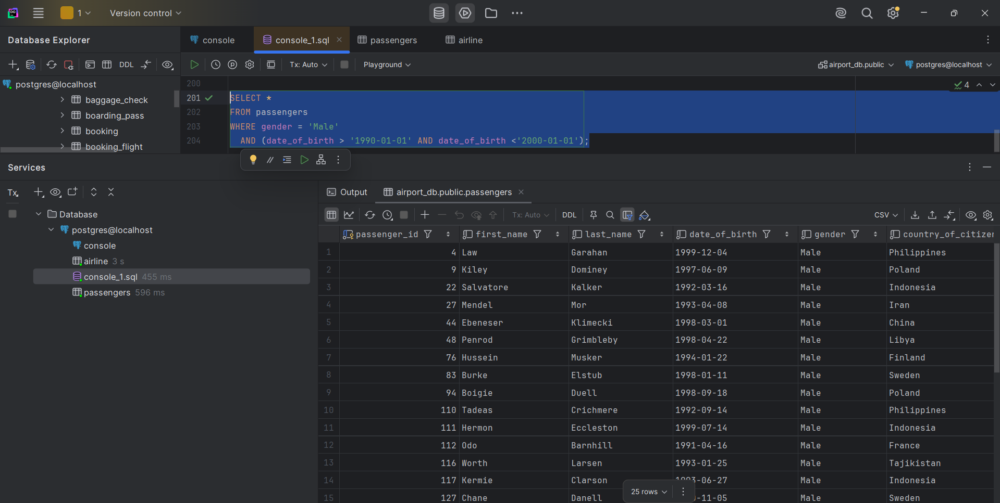 1 Version control
Database Explorer
console console_1.sql passengers airline
DDL Tx: Auto Playground airport_db.public postgres@localhost
postgres@localhost
baggage_check
boarding_pass
booking
booking_flight
200
201 SELECT *
202 FROM passengers
203 WHERE gender = 'Male'
204 AND (date_of_birth > '1990-01-01' AND date_of_birth <'2000-01-01');
4
Services
Tx
Database
postgres@localhost
console
airline 3 s
console_1.sql 455 ms
passengers 596 ms
Output airport_db.public.passengers
Tx: Auto DDL CSV
passenger_id first_name last_name date_of_birth gender country_of_citizen
1 4 Law Garahan 1999-12-04 Male Philippines
2 9 Kiley Dominey 1997-06-09 Male Poland
3 22 Salvatore Kalker 1992-03-16 Male Indonesia
4 27 Mendel Mor 1993-04-08 Male Iran
5 44 Ebeneser Klimecki 1998-03-01 Male China
6 48 Penrod Grimbleby 1998-04-22 Male Libya
7 76 Hussein Musker 1994-01-22 Male Finland
8 83 Burke Elstub 1998-01-11 Male Sweden
9 94 Boigie Duell 1998-09-18 Male Poland
10 110 Tadeas Crichmere 1992-09-14 Male Philippines
11 111 Hermon Eccleston 1999-07-14 Male Indonesia
12 112 Odo Barnhill 1991-04-16 Male France
13 116 Worth Larsen 1993-01-25 Male Tajikistan
14 117 Kermie Clarson 1993-06-27 Male Indonesia
15 127 Chane Danell -11-05 Male Sweden
25 rows